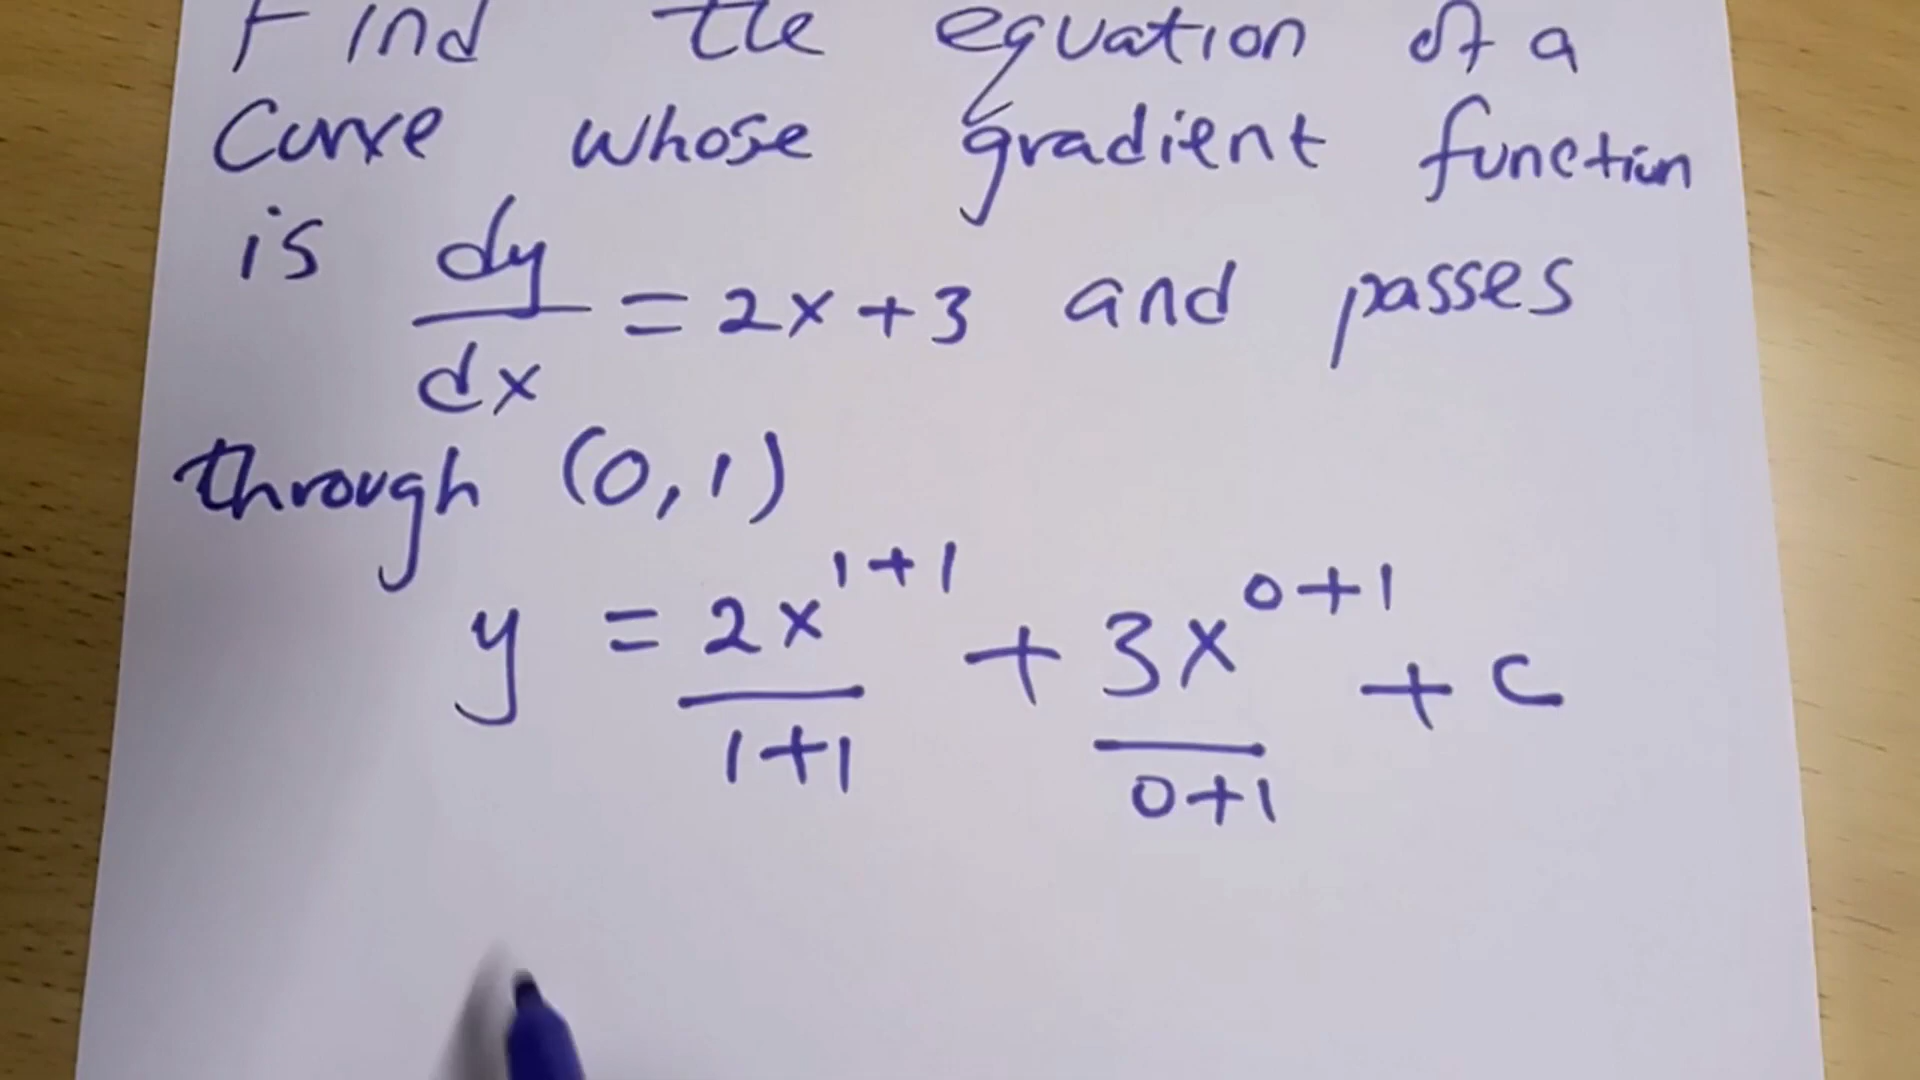 Find the equation of a
Curve whose gradient function
is dy/dx = 2x + 3 and passes
through (0, 1)
y = 2x^{1+1}/(1+1) + 3x^{0+1}/(0+1) + c